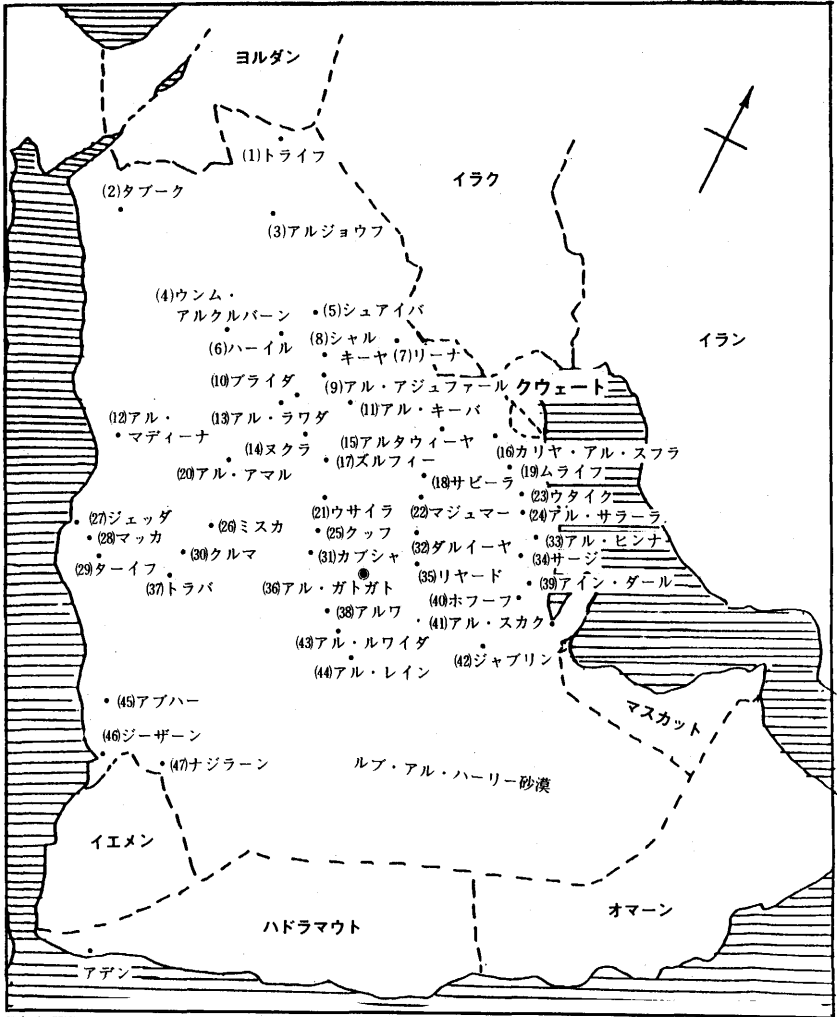 ヨルダン
(1)トライフ
イラク
(2)タブーク
(3)アルジョウフ
(4)ウンム・
アルクルバーン
(5)シュアイバ
イラン
(6)ハーイル
(8)シャル
キーヤ
(7)リーナ
(10)ブライダ
(9)アル・アジュファール
クウェート
(12)アル・
マディーナ
(13)アル・ラワダ
(11)アル・キーバ
(14)ヌクラ
(15)アルタウィーヤ
(16)カリヤ・アル・スフラ
(17)ズルフィー
(19)ムライフ
(20)アル・アマル
(18)サビーラ
(23)ウタイク
(21)ウサイラ
(22)マジュマー
(24)アル・サラーラ
(27)ジェッダ
(26)ミスカ
(25)クッフ
(28)マッカ
(33)アル・ヒンナ
(30)クルマ
(31)カブシャ
(32)ダルイーヤ
(34)サージ
(29)ターイフ
(35)リヤード
(37)トラバ
(36)アル・ガトガト
(39)アイン・ダール
(40)ホフーフ
(38)アルワ
(41)アル・スカク
(43)アル・ルワイダ
(42)ジャブリン
(44)アル・レイン
(45)アブハー
マスカット
(46)ジーザーン
(47)ナジラーン
ルブ・アル・ハーリー砂漠
イエメン
オマーン
ハドラマウト
アデン